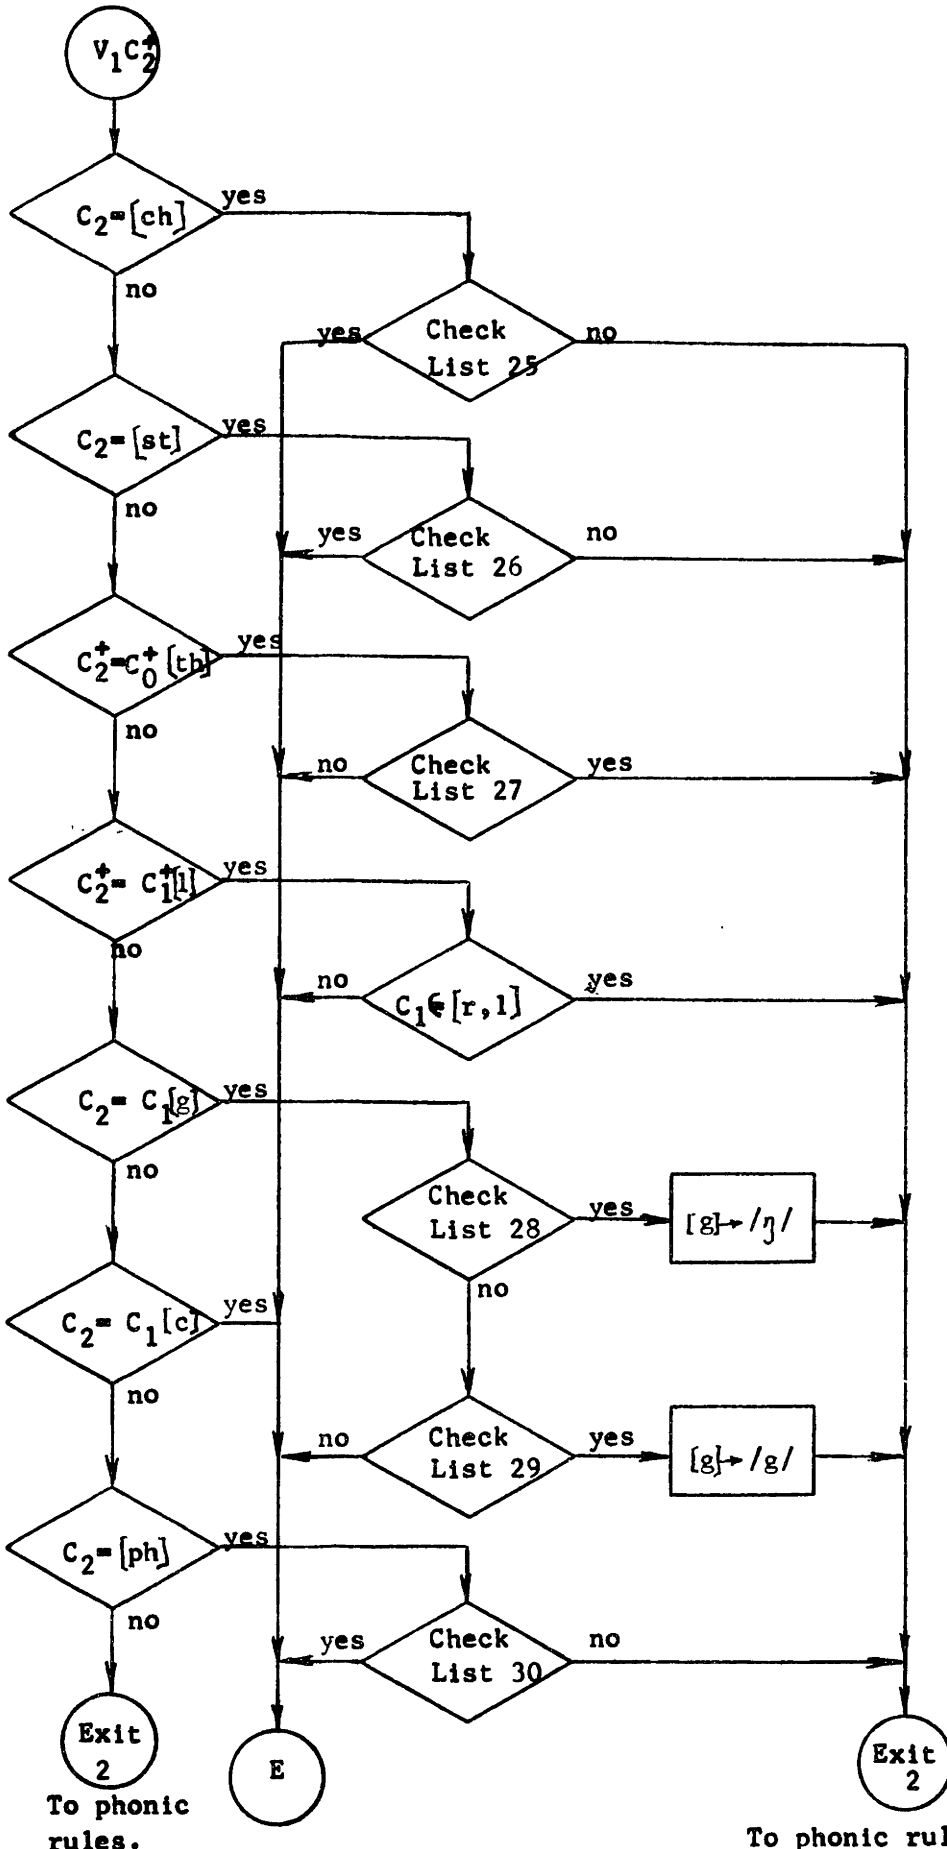 V₁C₂⁺
C₂=[ch]
yes
no
Check
List 25
yes
no
C₂=[st]
yes
no
Check
List 26
yes
no
C₂⁺=C₀⁺[th]
yes
no
Check
List 27
no
yes
C₂⁺= C₁⁺[l]
yes
no
C₁∈[r,l]
no
yes
C₂= C₁[g]
yes
no
Check
List 28
yes
no
[g]→/ŋ/
C₂= C₁[c]
yes
no
Check
List 29
no
yes
[g]→/g/
C₂=[ph]
yes
no
Check
List 30
yes
no
Exit
2
To phonic
rules.
E
Exit
2
To phonic rul